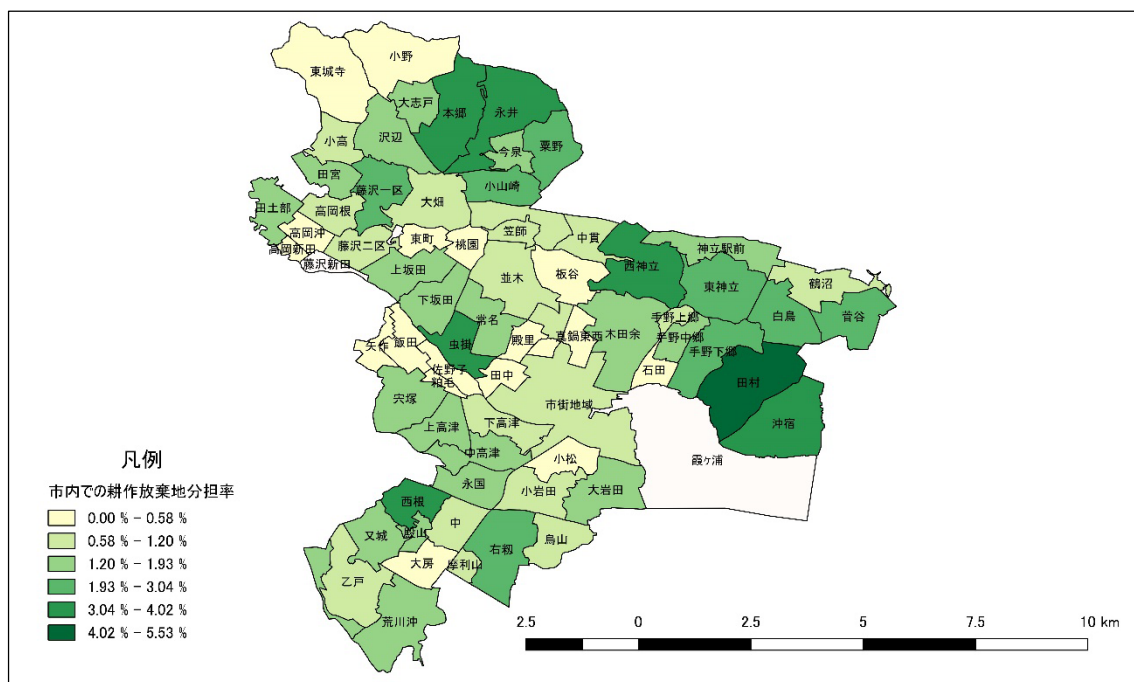 小野
東城寺
大志戸
本郷
永井
小高
沢辺
今泉
粟野
田宮
藤沢一区
小山崎
田土部
高岡根
大畑
高岡沖
高岡新田
藤沢二区
東町
桃園
笠師
中貫
神立駅前
藤沢新田
上坂田
並木
板谷
西神立
東神立
鶴沼
下坂田
常名
手野上郷
白鳥
菅谷
矢作
飯田
虫掛
殿里
真鍋東西
木田余
手野中郷
手野下郷
佐野子
粕毛
田中
石田
田村
宍塚
市街地域
沖宿
上高津
下高津
中高津
小松
霞ヶ浦
永国
小岩田
大岩田
西根
又城
殿山
中
右籾
烏山
乙戸
大房
摩利山
荒川沖
凡例
市内での耕作放棄地分担率
0.00 % - 0.58 %
0.58 % - 1.20 %
1.20 % - 1.93 %
1.93 % - 3.04 %
3.04 % - 4.02 %
4.02 % - 5.53 %
2.5 0 2.5 5 7.5 10 km